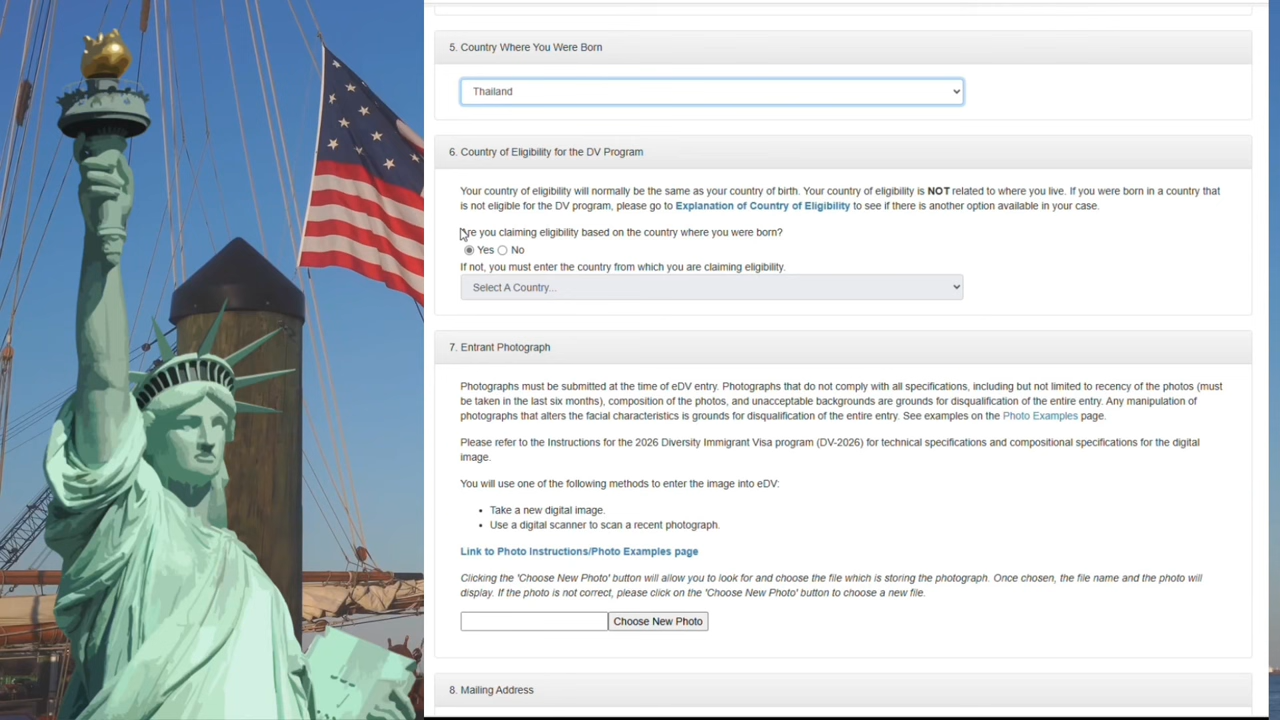 5. Country Where You Were Born
Thailand
6. Country of Eligibility for the DV Program
Your country of eligibility will normally be the same as your country of birth. Your country of eligibility is NOT related to where you live. If you were born in a country that
is not eligible for the DV program, please go to Explanation of Country of Eligibility to see if there is another option available in your case.
Are you claiming eligibility based on the country where you were born?
Yes No
If not, you must enter the country from which you are claiming eligibility.
Select A Country...
7. Entrant Photograph
Photographs must be submitted at the time of eDV entry. Photographs that do not comply with all specifications, including but not limited to recency of the photos (must
be taken in the last six months), composition of the photos, and unacceptable backgrounds are grounds for disqualification of the entire entry. Any manipulation of
photographs that alters the facial characteristics is grounds for disqualification of the entire entry. See examples on the Photo Examples page.
Please refer to the Instructions for the 2026 Diversity Immigrant Visa program (DV-2026) for technical specifications and compositional specifications for the digital
image.
You will use one of the following methods to enter the image into eDV:
• Take a new digital image.
• Use a digital scanner to scan a recent photograph.
Link to Photo Instructions/Photo Examples page
Clicking the 'Choose New Photo' button will allow you to look for and choose the file which is storing the photograph. Once chosen, the file name and the photo will
display. If the photo is not correct, please click on the 'Choose New Photo' button to choose a new file.
Choose New Photo
8. Mailing Address